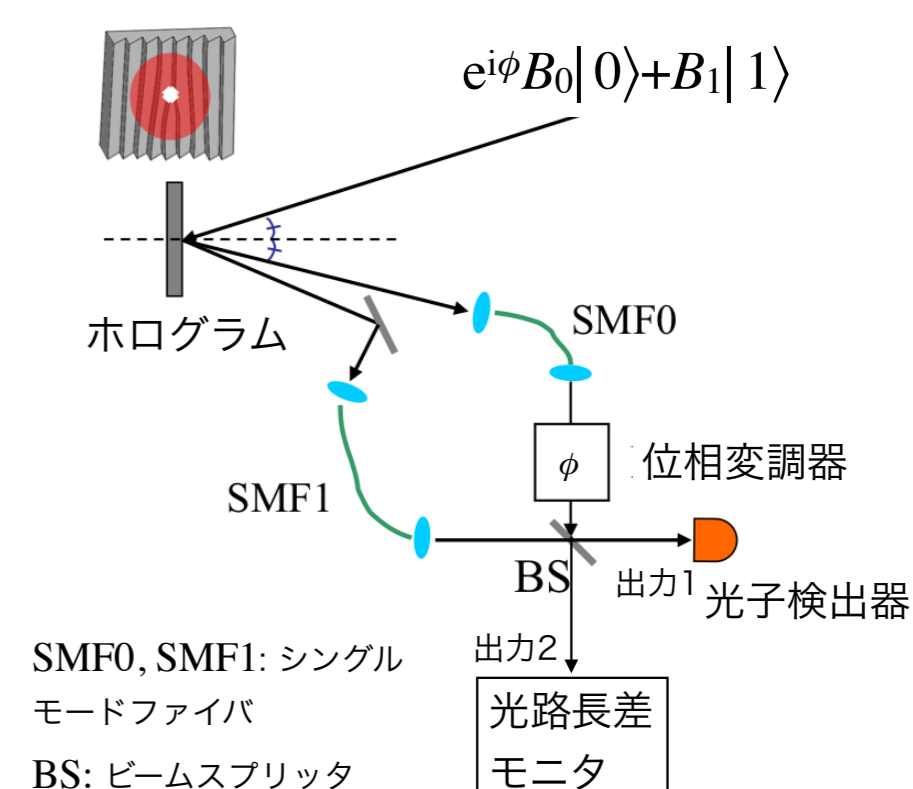 e^{iϕ}B₀|0⟩+B₁|1⟩
ホログラム
SMF0
ϕ
位相変調器
SMF1
BS
出力1
光子検出器
出力2
SMF0, SMF1: シングル
モードファイバ
BS: ビームスプリッタ
光路長差
モニタ